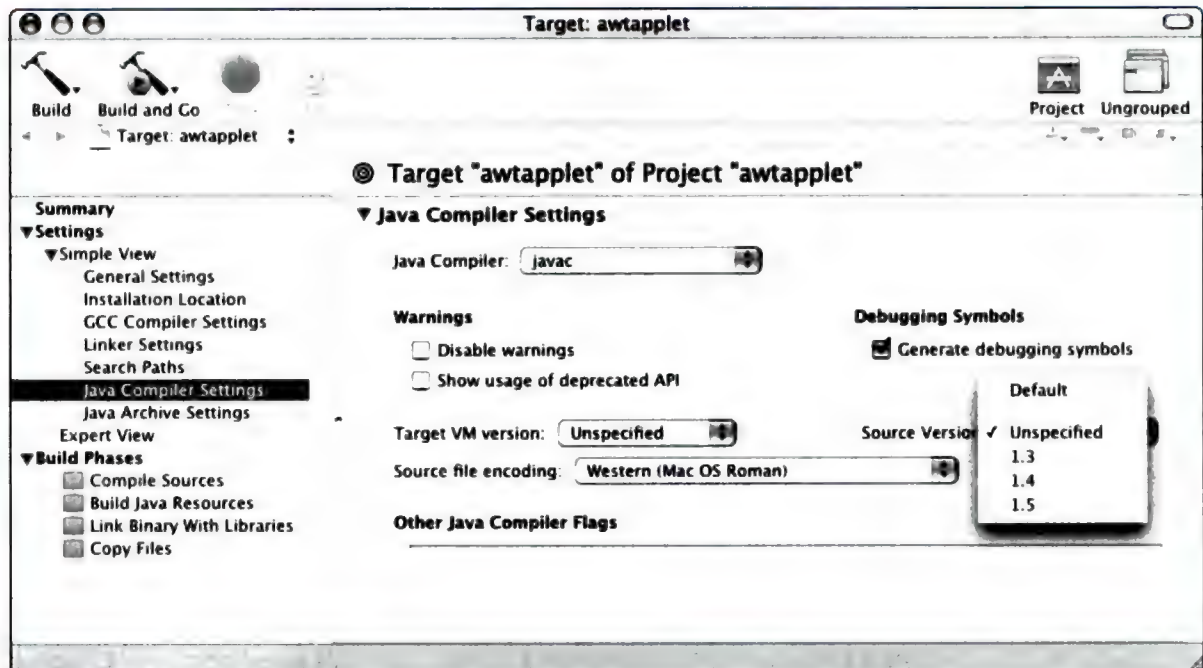 Target: awtapplet
Build
Build and Go
Project
Ungrouped
Target: awtapplet
Target "awtapplet" of Project "awtapplet"
Summary
Settings
Simple View
General Settings
Installation Location
GCC Compiler Settings
Linker Settings
Search Paths
Java Compiler Settings
Java Archive Settings
Expert View
Build Phases
Compile Sources
Build Java Resources
Link Binary With Libraries
Copy Files
Java Compiler Settings
Java Compiler: javac
Warnings
Disable warnings
Show usage of deprecated API
Debugging Symbols
Generate debugging symbols
Target VM version: Unspecified
Source Version
Default
✓ Unspecified
1.3
1.4
1.5
Source file encoding: Western (Mac OS Roman)
Other Java Compiler Flags